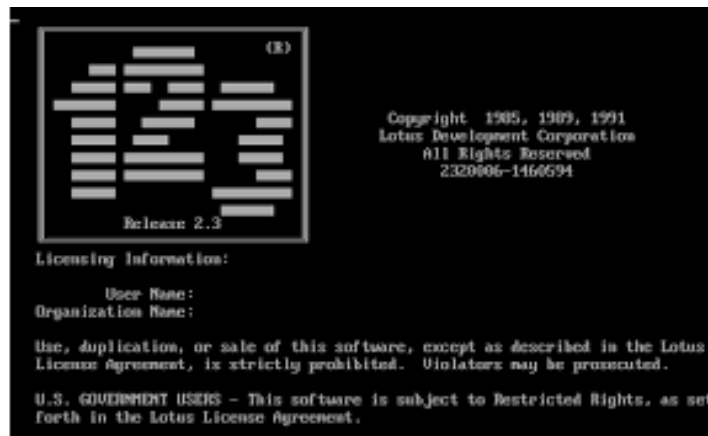 (R)
123
Release 2.3
Copyright 1985, 1989, 1991
Lotus Development Corporation
All Rights Reserved
2320006-1460594
Licensing Information:
User Name:
Organization Name:
Use, duplication, or sale of this software, except as described in the Lotus
License Agreement, is strictly prohibited. Violators may be prosecuted.
U.S. GOVERNMENT USERS - This software is subject to Restricted Rights, as set
forth in the Lotus License Agreement.